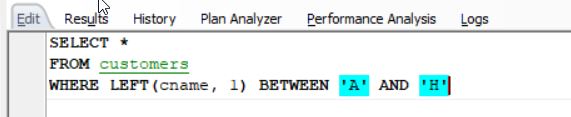 Edit Results History Plan Analyzer Performance Analysis Logs
SELECT *
FROM customers
WHERE LEFT(cname, 1) BETWEEN 'A' AND 'H'